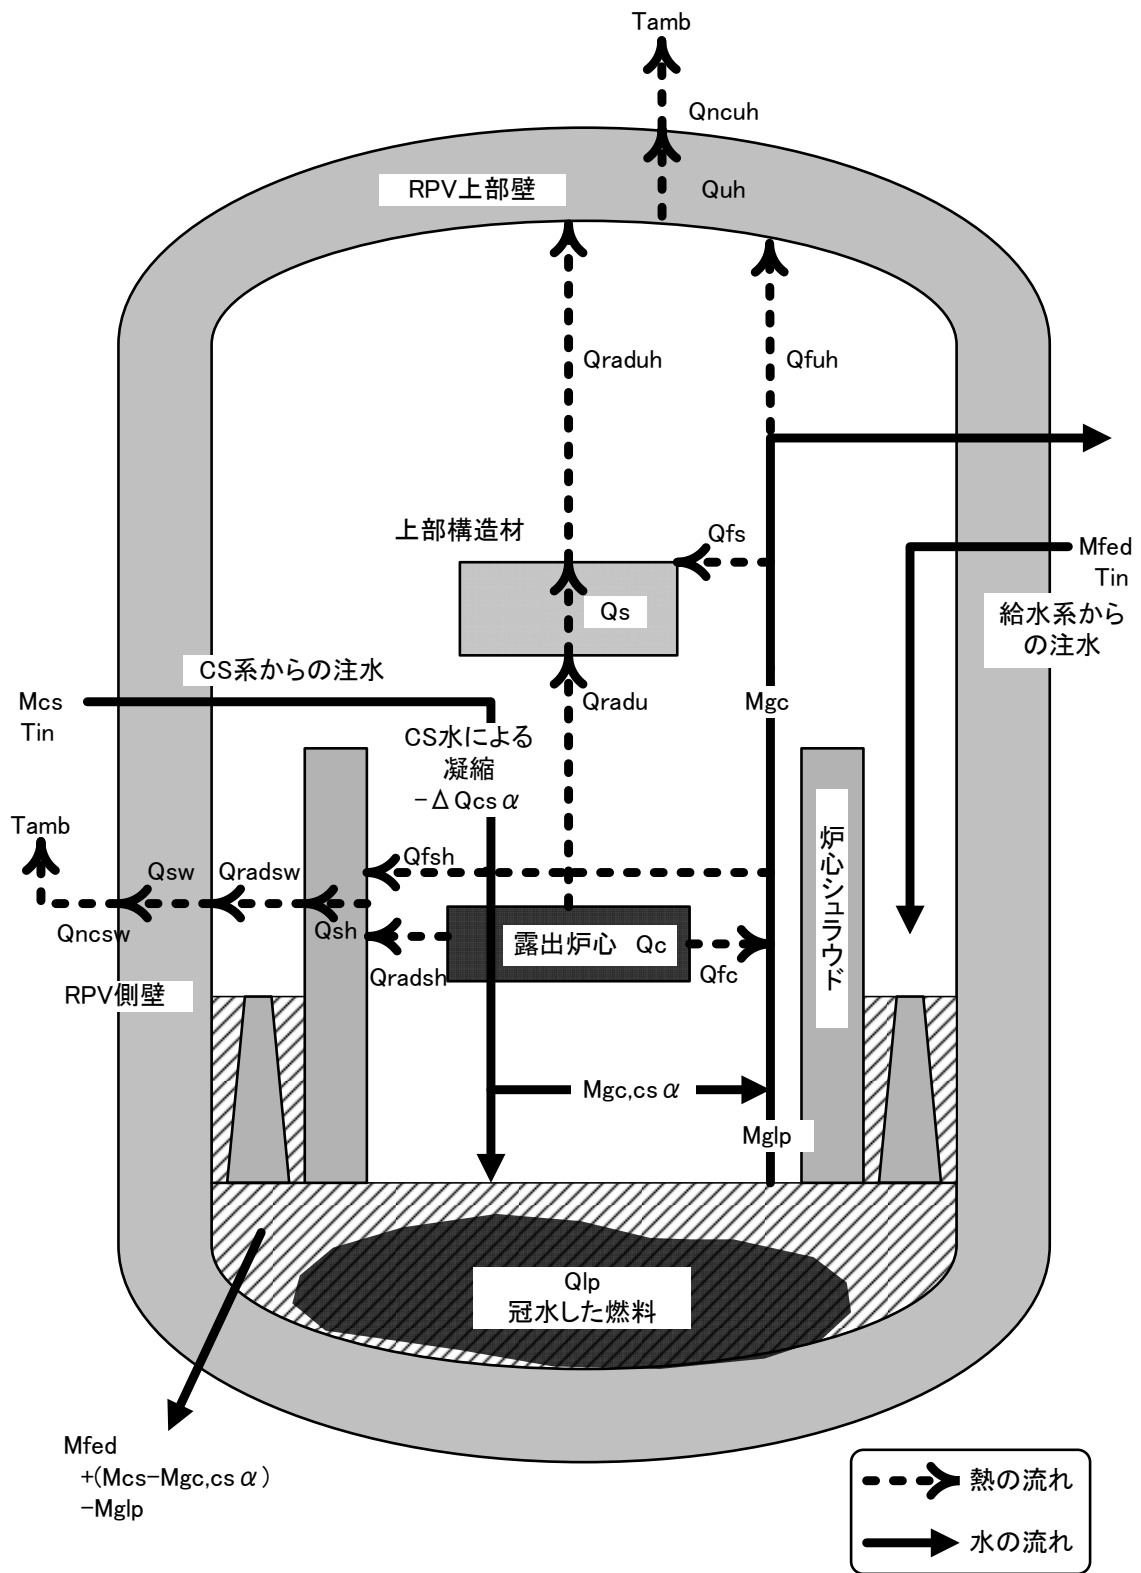 Tamb
Qncuh
RPV上部壁
Quh
Qraduh
Qfuh
上部構造材
Qfs
Mfed
Tin
給水系から
の注水
Qs
CS系からの注水
Mcs
Tin
Qradu
Mgc
CS水による
凝縮
-ΔQcsα
Tamb
Qsw
Qradsw
Qfsh
炉心シュラウド
Qncsw
Qsh
露出炉心 Qc
Qradsh
Qfc
RPV側壁
Mgc,csα
Mglp
Qlp
冠水した燃料
Mfed
+(Mcs-Mgc,csα)
-Mglp
熱の流れ
水の流れ